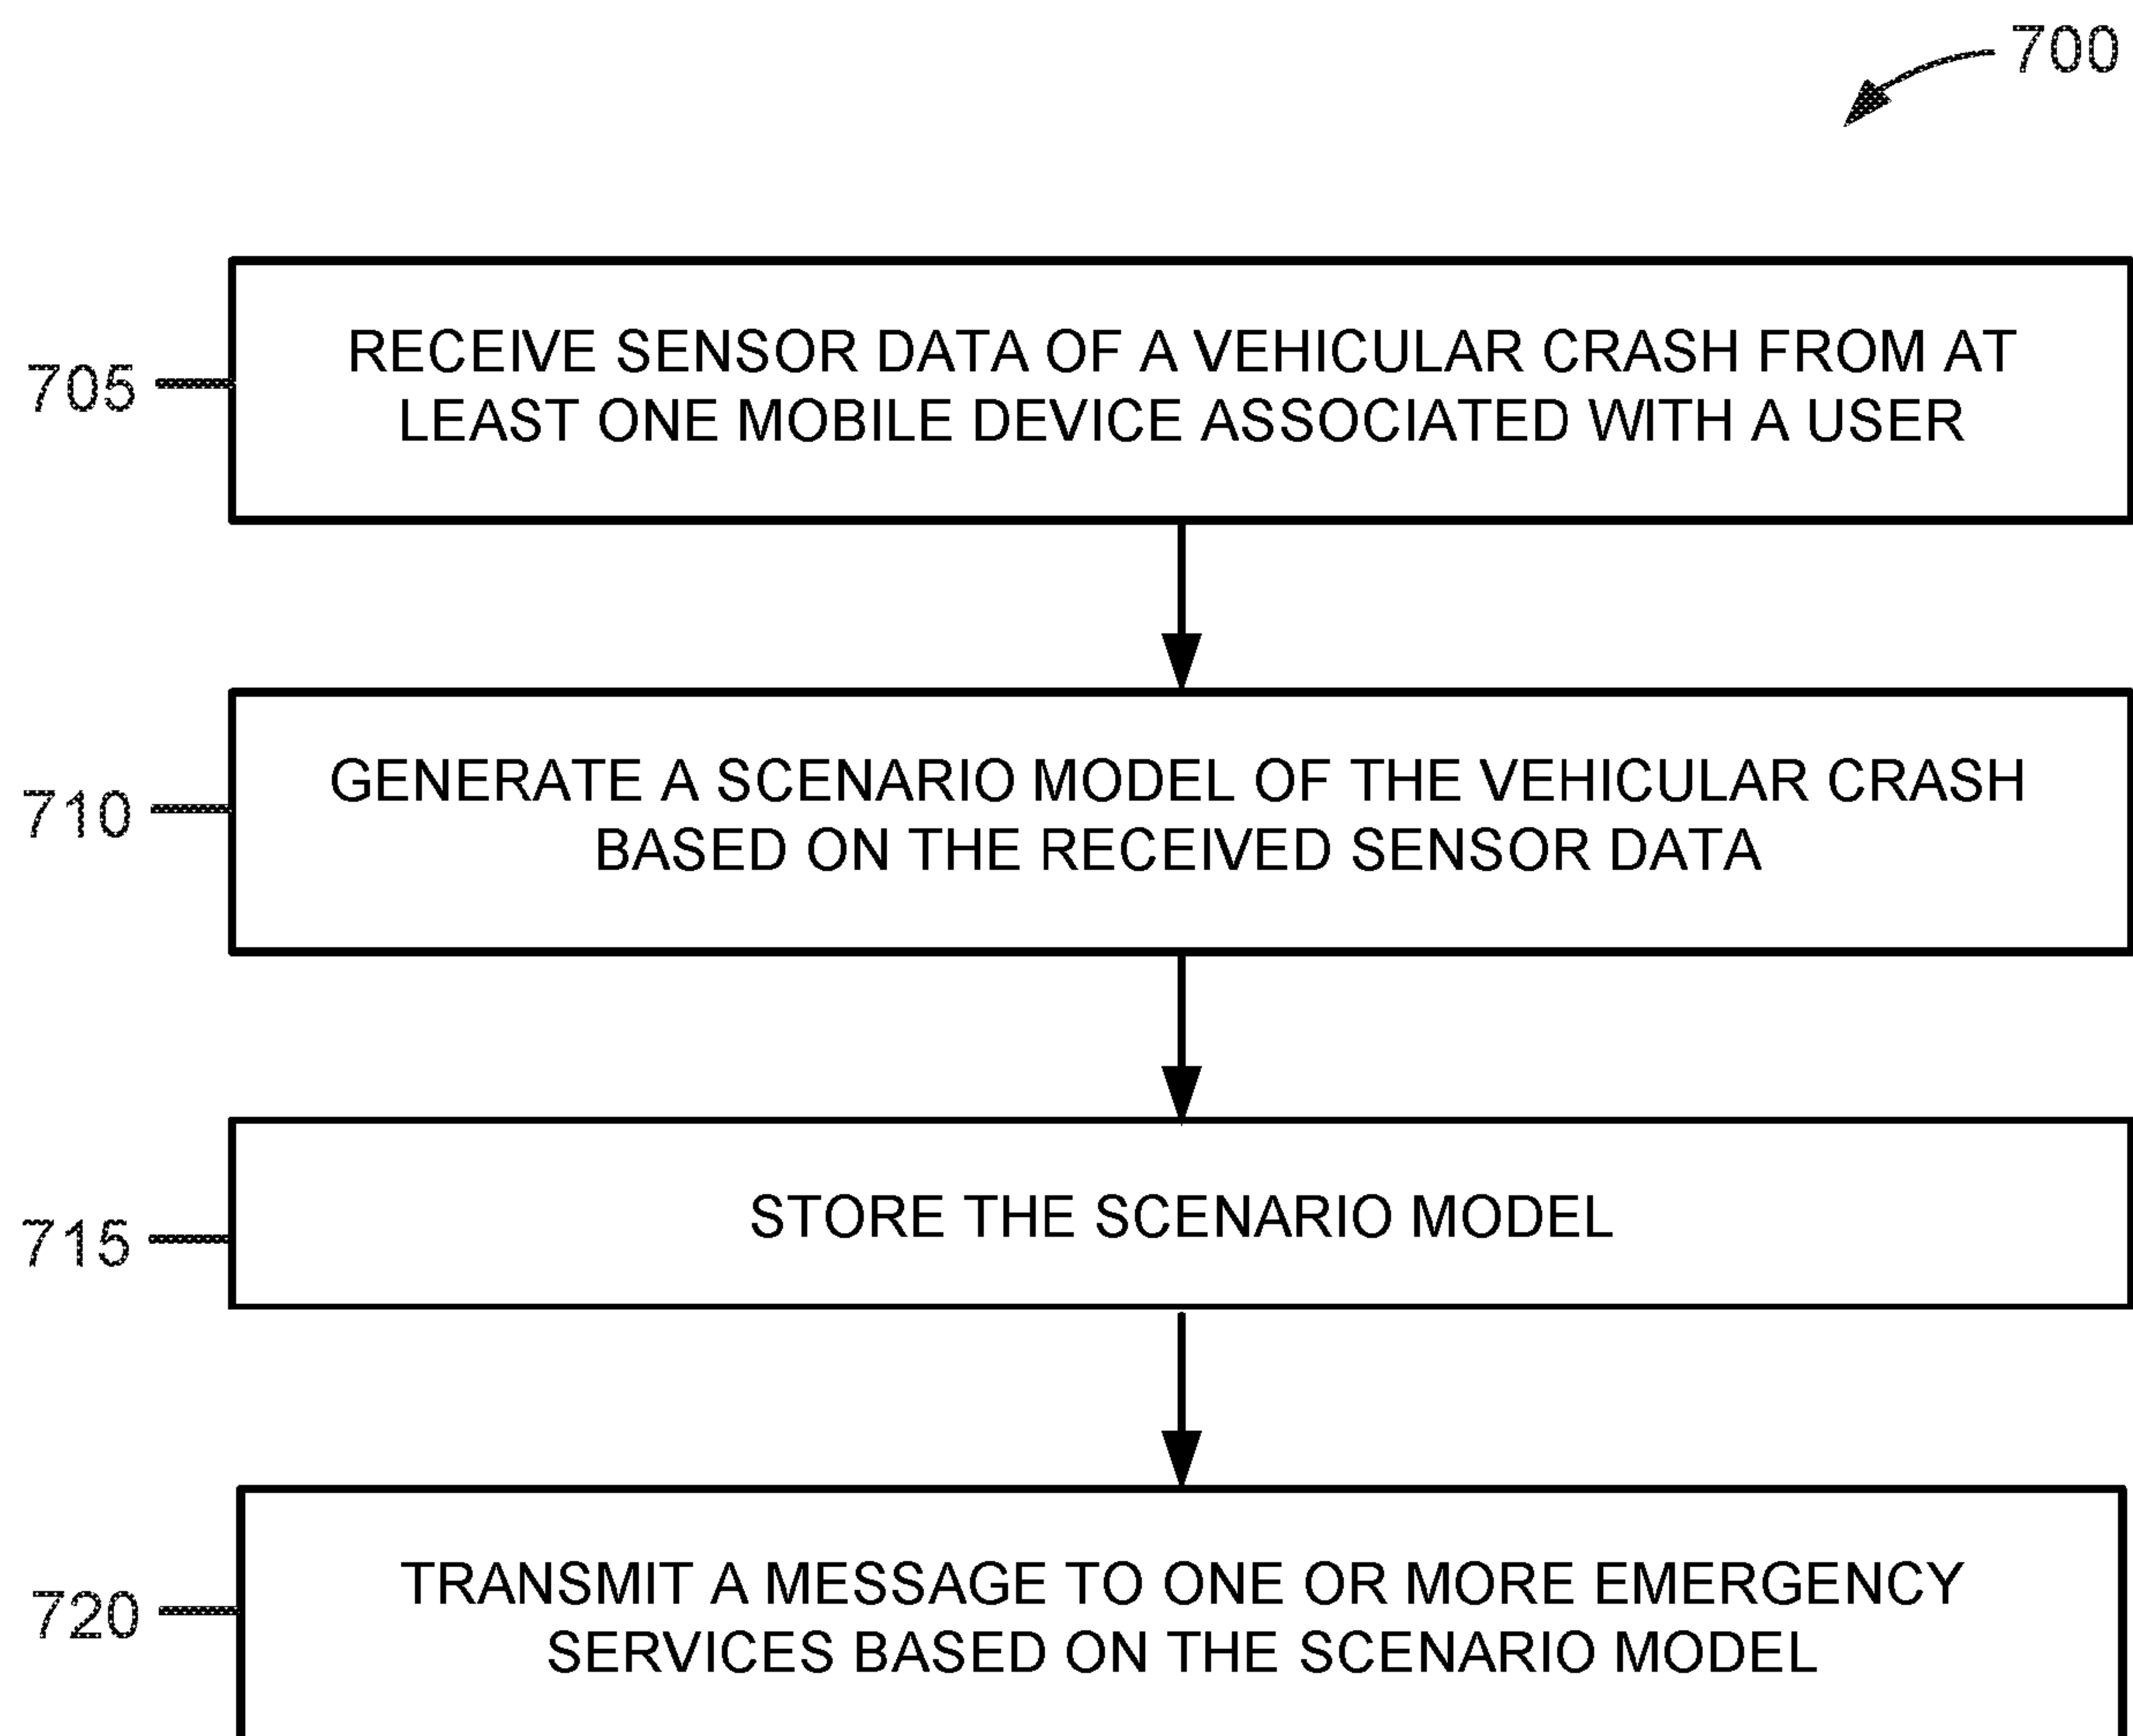 700
705
RECEIVE SENSOR DATA OF A VEHICULAR CRASH FROM AT
LEAST ONE MOBILE DEVICE ASSOCIATED WITH A USER
710
GENERATE A SCENARIO MODEL OF THE VEHICULAR CRASH
BASED ON THE RECEIVED SENSOR DATA
715
STORE THE SCENARIO MODEL
720
TRANSMIT A MESSAGE TO ONE OR MORE EMERGENCY
SERVICES BASED ON THE SCENARIO MODEL